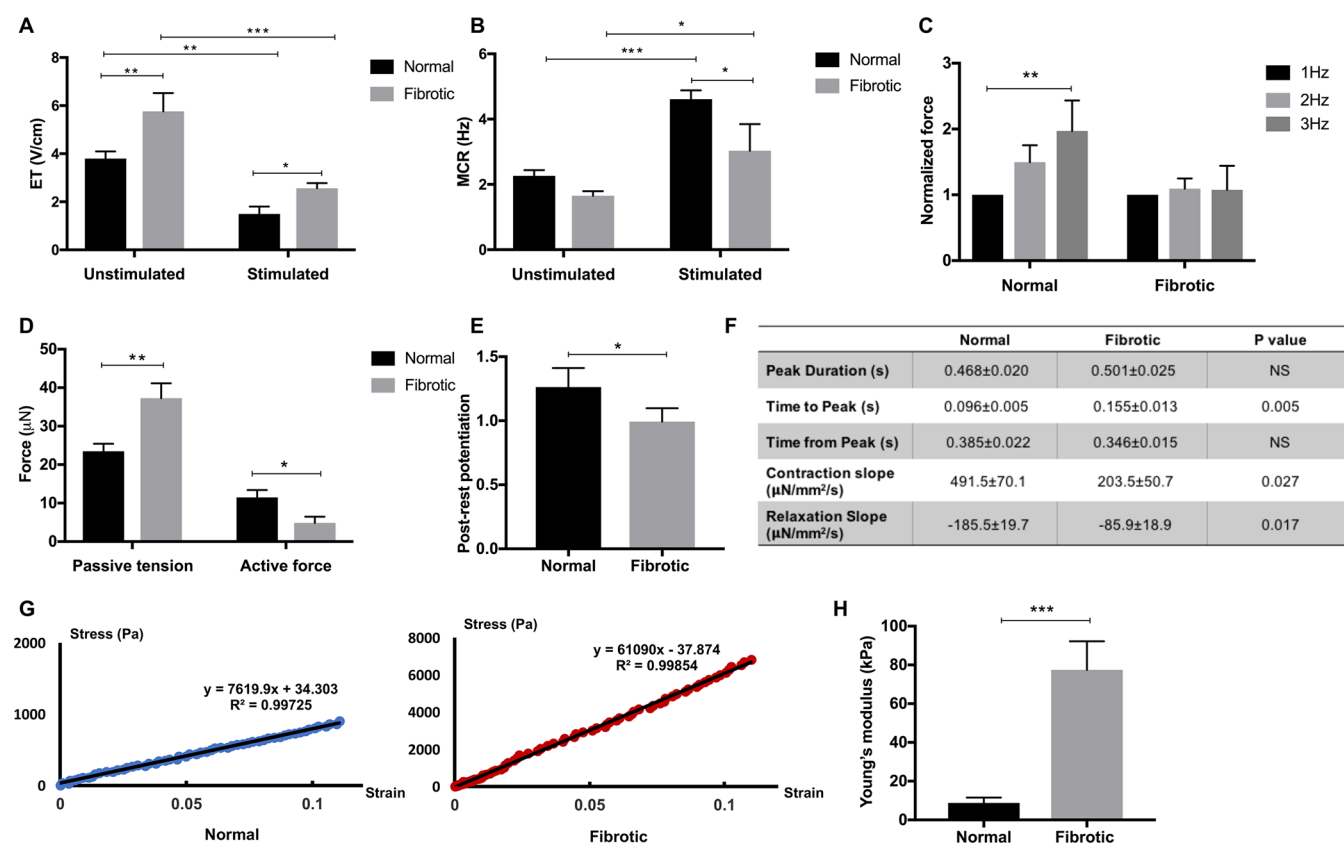 A
ET (V/cm)
8
6
4
2
0
***
**
**
*
Normal
Fibrotic
Unstimulated
Stimulated
B
MCR (Hz)
6
4
2
0
*
***
*
Normal
Fibrotic
Unstimulated
Stimulated
C
Normalized force
3
2
1
0
**
1Hz
2Hz
3Hz
Normal
Fibrotic
D
Force (μN)
50
40
30
20
10
0
**
*
Normal
Fibrotic
Passive tension
Active force
E
Post-rest potentiation
1.5
1.0
0.5
0.0
*
Normal
Fibrotic
F
Normal Fibrotic P value
Peak Duration (s) 0.468±0.020 0.501±0.025 NS
Time to Peak (s) 0.096±0.005 0.155±0.013 0.005
Time from Peak (s) 0.385±0.022 0.346±0.015 NS
Contraction slope
(μN/mm²/s) 491.5±70.1 203.5±50.7 0.027
Relaxation Slope
(μN/mm²/s) -185.5±19.7 -85.9±18.9 0.017
G
Stress (Pa)
2000
1000
0
y = 7619.9x + 34.303
R² = 0.99725
0
0.05
0.1
Strain
Normal
Stress (Pa)
8000
6000
4000
2000
0
y = 61090x - 37.874
R² = 0.99854
0
0.05
0.1
Strain
Fibrotic
H
Young's modulus (kPa)
100
80
60
40
20
0
***
Normal
Fibrotic